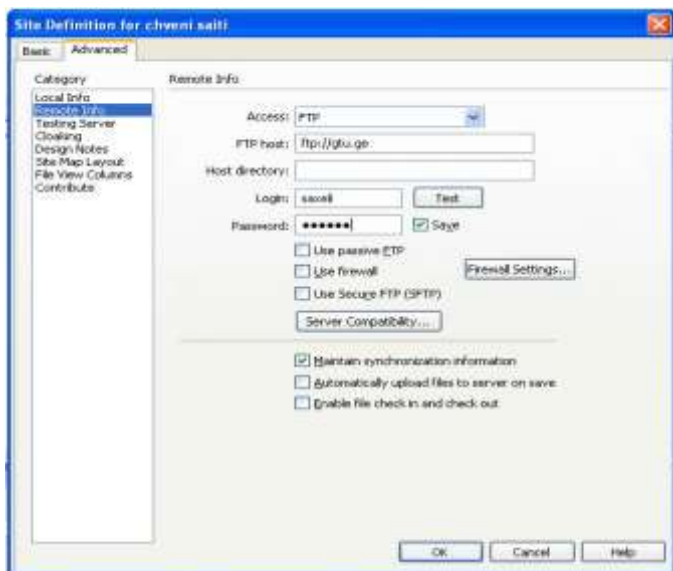 Site Definition for chveni saiti
Basic Advanced
Category
Local Info
Remote Info
Testing Server
Cloaking
Design Notes
Site Map Layout
File View Columns
Contribute
Remote Info
Access: FTP
FTP host: ftp://gtu.ge
Host directory:
Login: saxeli Test
Password: ●●●●●● Save
Use passive FTP
Use firewall Firewall Settings...
Use Secure FTP (SFTP)
Server Compatibility...
Maintain synchronization information
Automatically upload files to server on save
Enable file check in and check out
OK Cancel Help